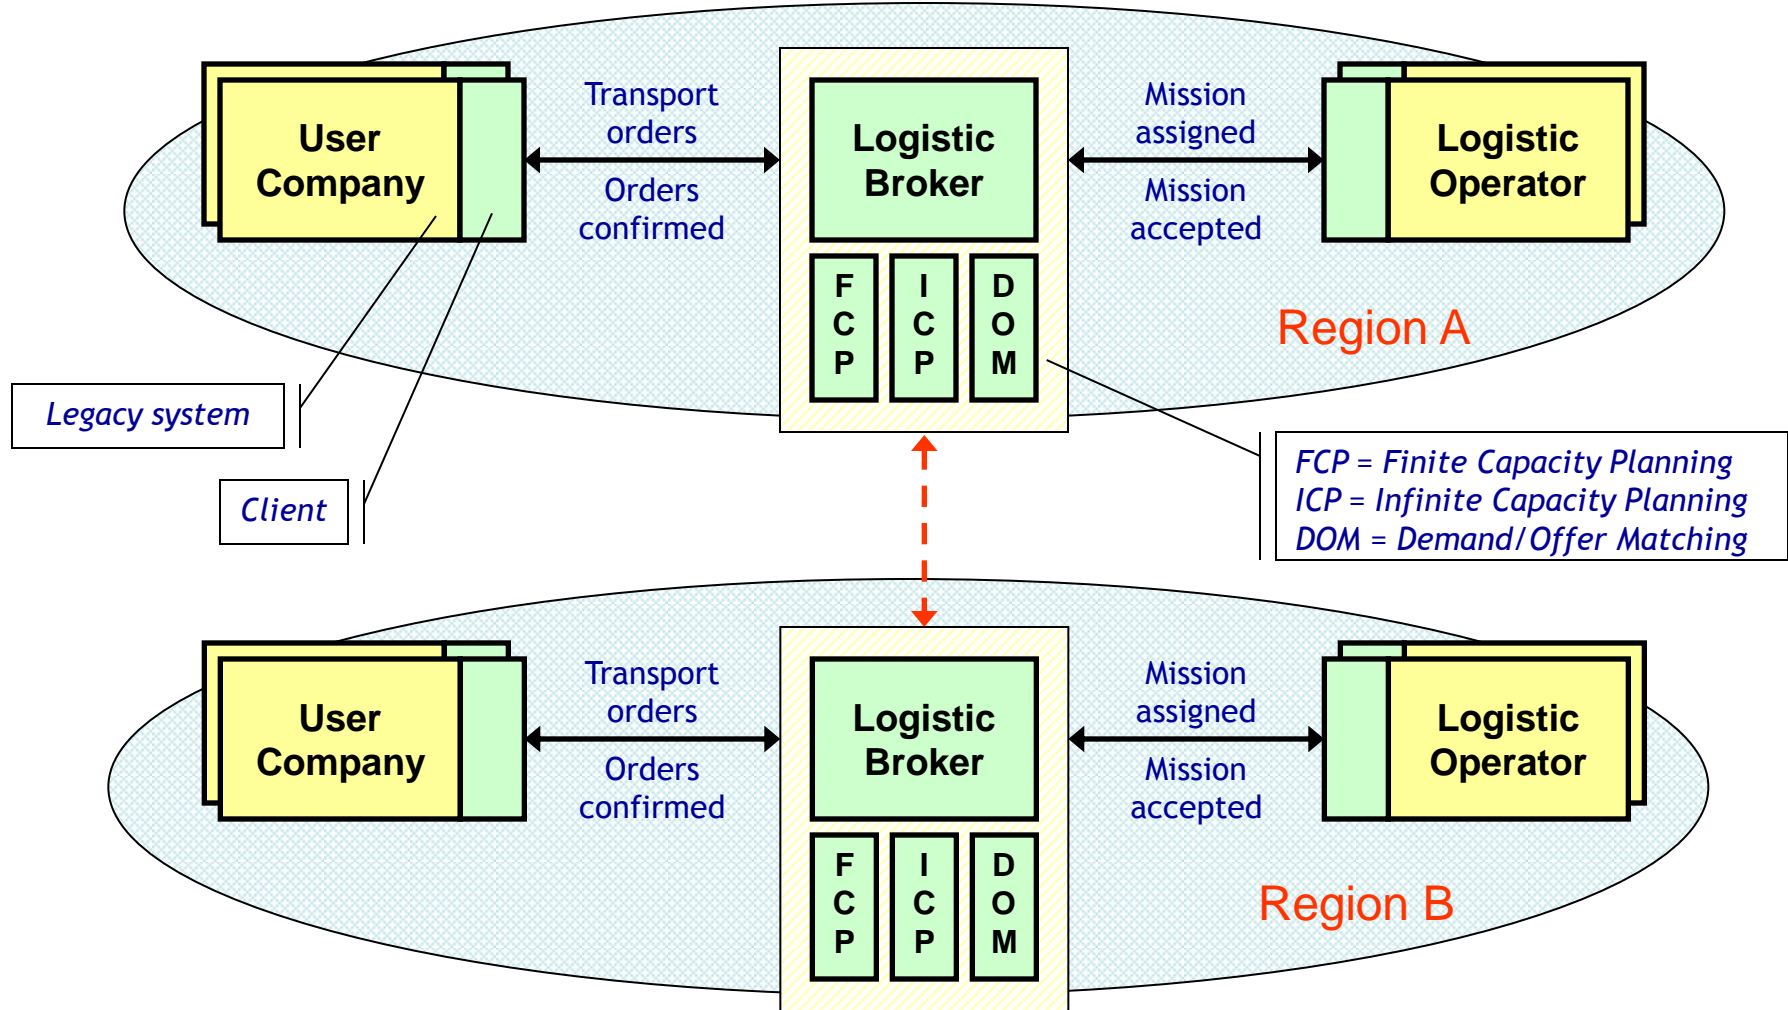 User
Company
Transport
orders
Orders
confirmed
Logistic
Broker
F
C
P
I
C
P
D
O
M
Mission
assigned
Mission
accepted
Logistic
Operator
Region A
Legacy system
Client
FCP = Finite Capacity Planning
ICP = Infinite Capacity Planning
DOM = Demand/Offer Matching
User
Company
Transport
orders
Orders
confirmed
Logistic
Broker
F
C
P
I
C
P
D
O
M
Mission
assigned
Mission
accepted
Logistic
Operator
Region B